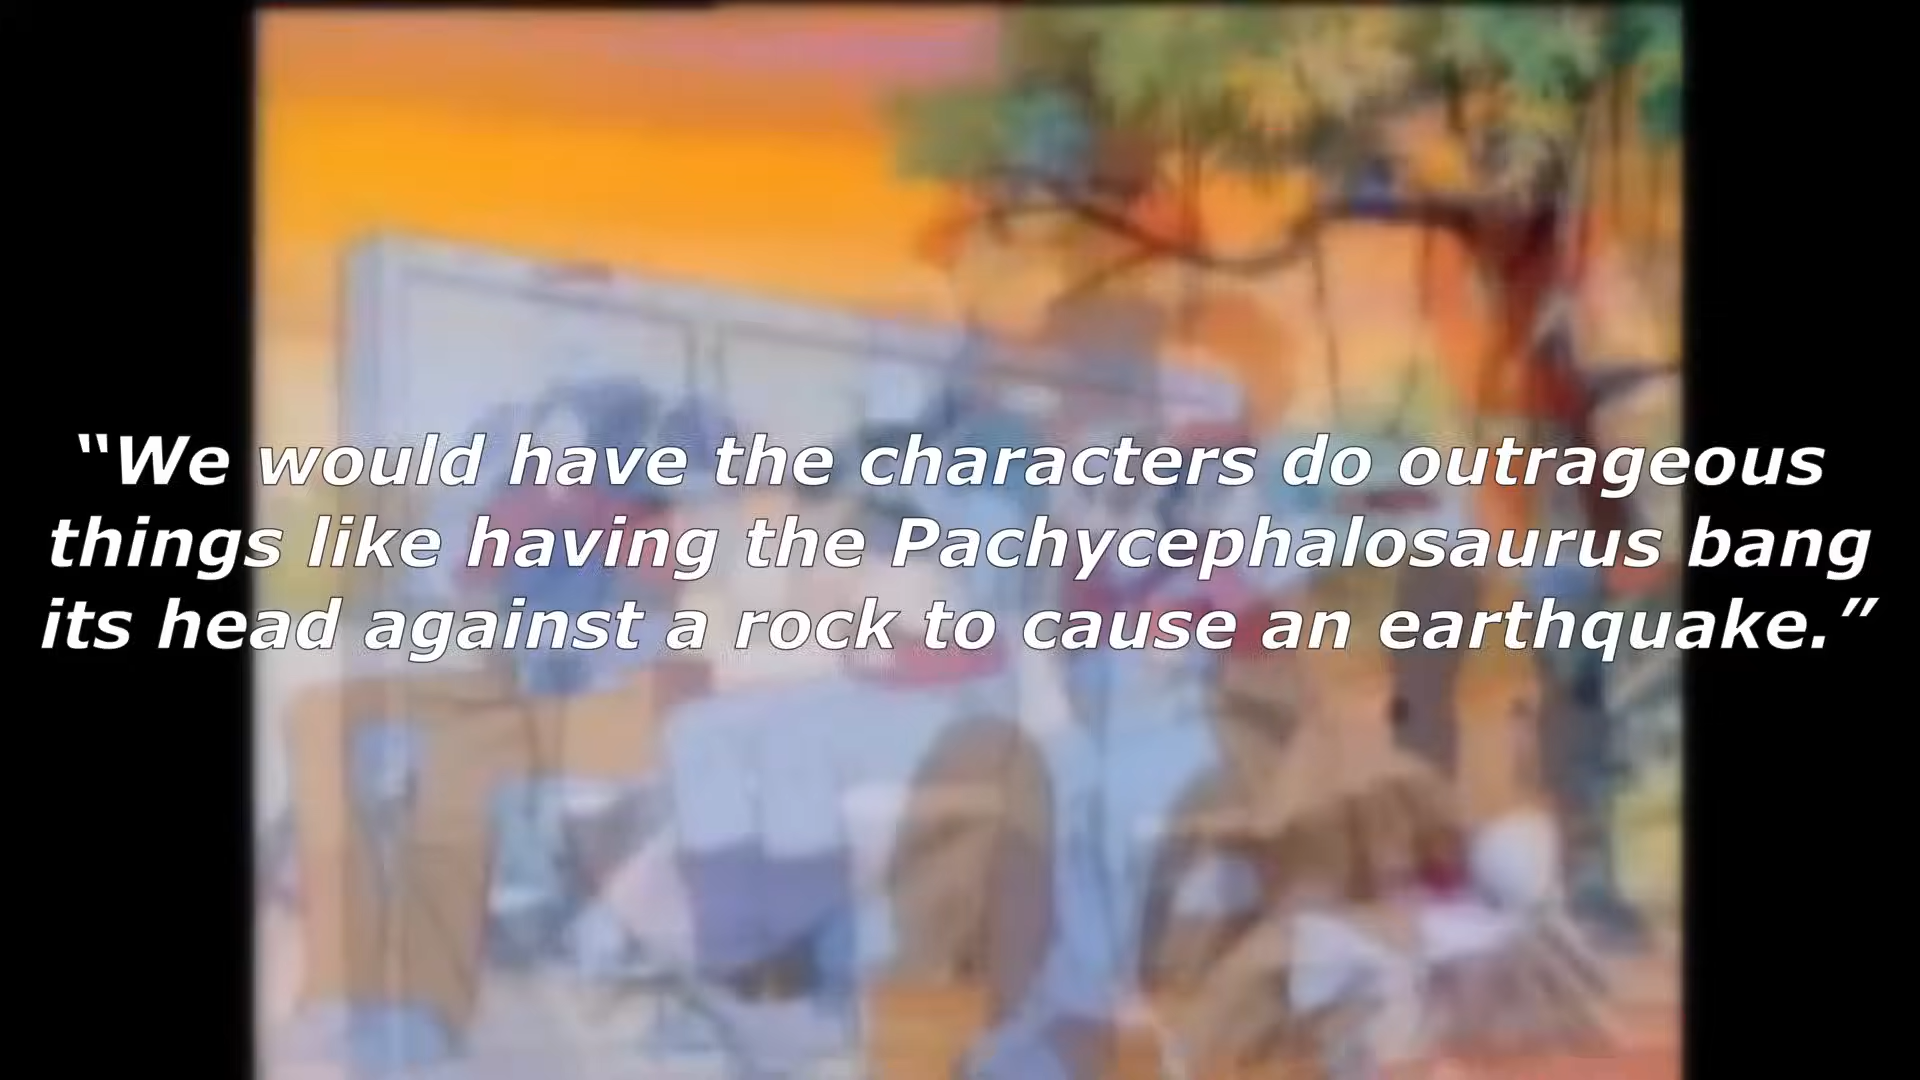 “We would have the characters do outrageous
things like having the Pachycephalosaurus bang
its head against a rock to cause an earthquake.”